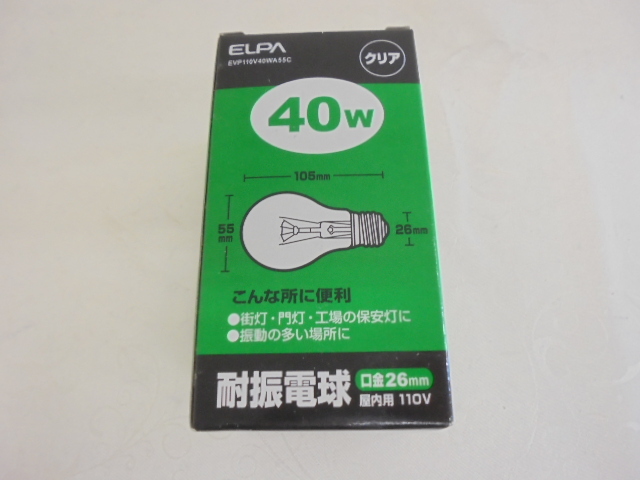 ELPA
EVP110V40WA55C
クリア
40W
105mm
55mm
26mm
こんな所に便利
●街灯・門灯・工場の保安灯に
●振動の多い場所に
耐振電球
口金26mm
屋内用 110V